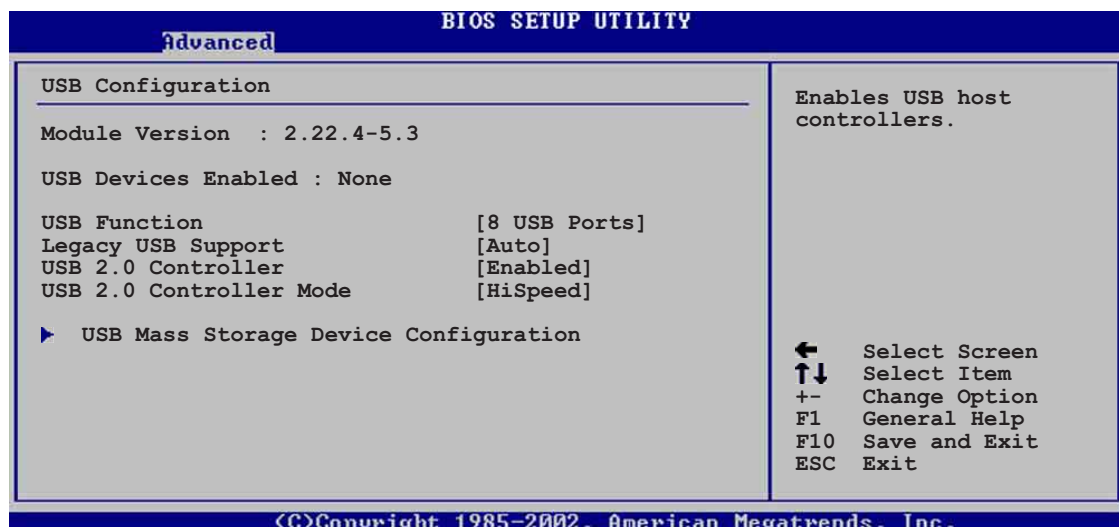 BIOS SETUP UTILITY
Advanced
USB Configuration
Module Version : 2.22.4-5.3
USB Devices Enabled : None
USB Function [8 USB Ports]
Legacy USB Support [Auto]
USB 2.0 Controller [Enabled]
USB 2.0 Controller Mode [HiSpeed]
USB Mass Storage Device Configuration
Enables USB host
controllers.
← Select Screen
↑↓ Select Item
+- Change Option
F1 General Help
F10 Save and Exit
ESC Exit
(C)Copyright 1985-2002, American Megatrends, Inc.